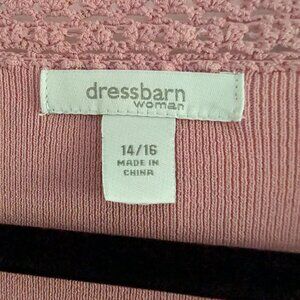 dressbarn
woman
14/16
MADE IN
CHINA